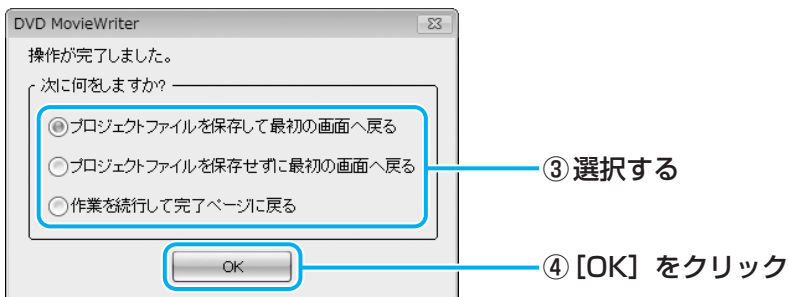 DVD MovieWriter
操作が完了しました。
次に何をしますか?
プロジェクトファイルを保存して最初の画面へ戻る
プロジェクトファイルを保存せずに最初の画面へ戻る
③選択する
作業を続行して完了ページに戻る
OK
④[OK]をクリック